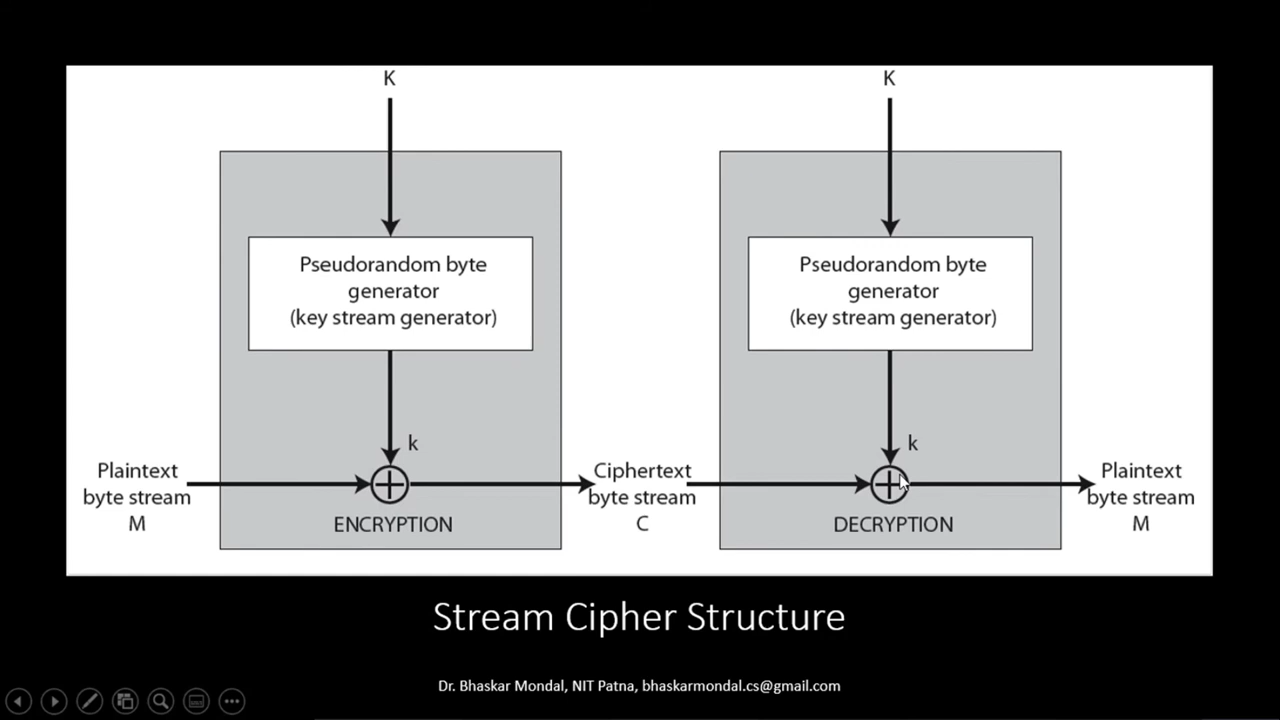 K
K
Pseudorandom byte
generator
(key stream generator)
Pseudorandom byte
generator
(key stream generator)
k
k
Plaintext
byte stream
M
Ciphertext
byte stream
C
Plaintext
byte stream
M
ENCRYPTION
DECRYPTION
Stream Cipher Structure
Dr. Bhaskar Mondal, NIT Patna, bhaskarmondal.cs@gmail.com